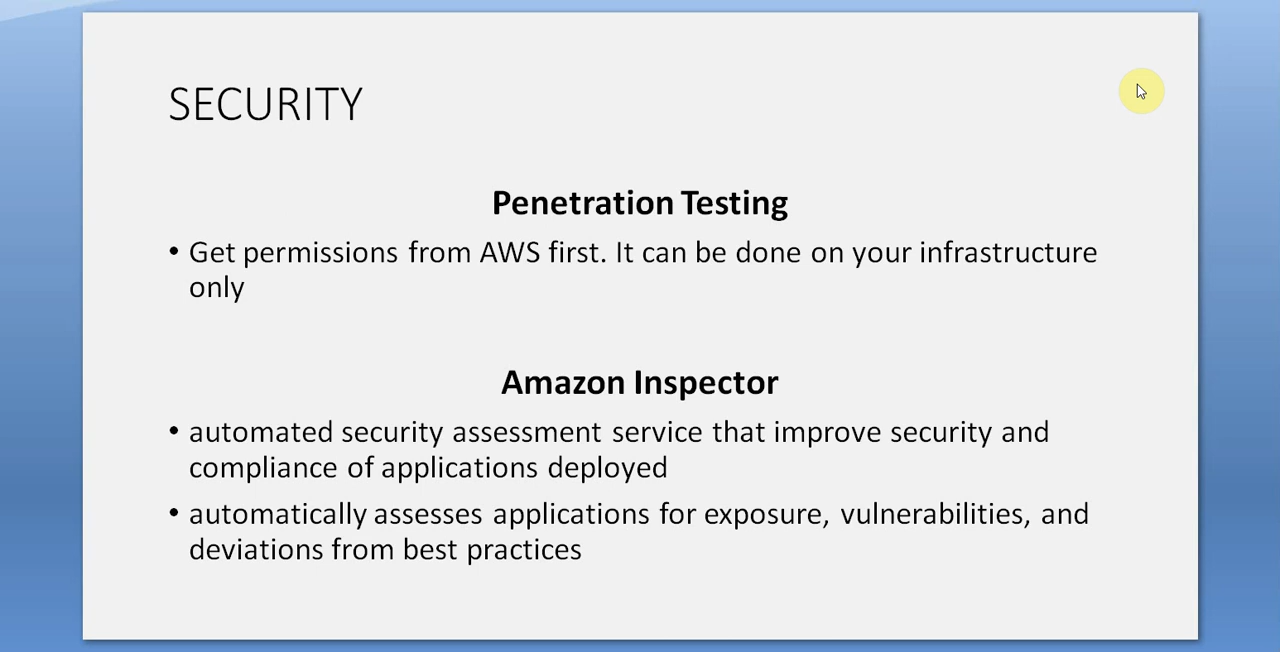 SECURITY
Penetration Testing
• Get permissions from AWS first. It can be done on your infrastructure
only
Amazon Inspector
• automated security assessment service that improve security and
compliance of applications deployed
• automatically assesses applications for exposure, vulnerabilities, and
deviations from best practices